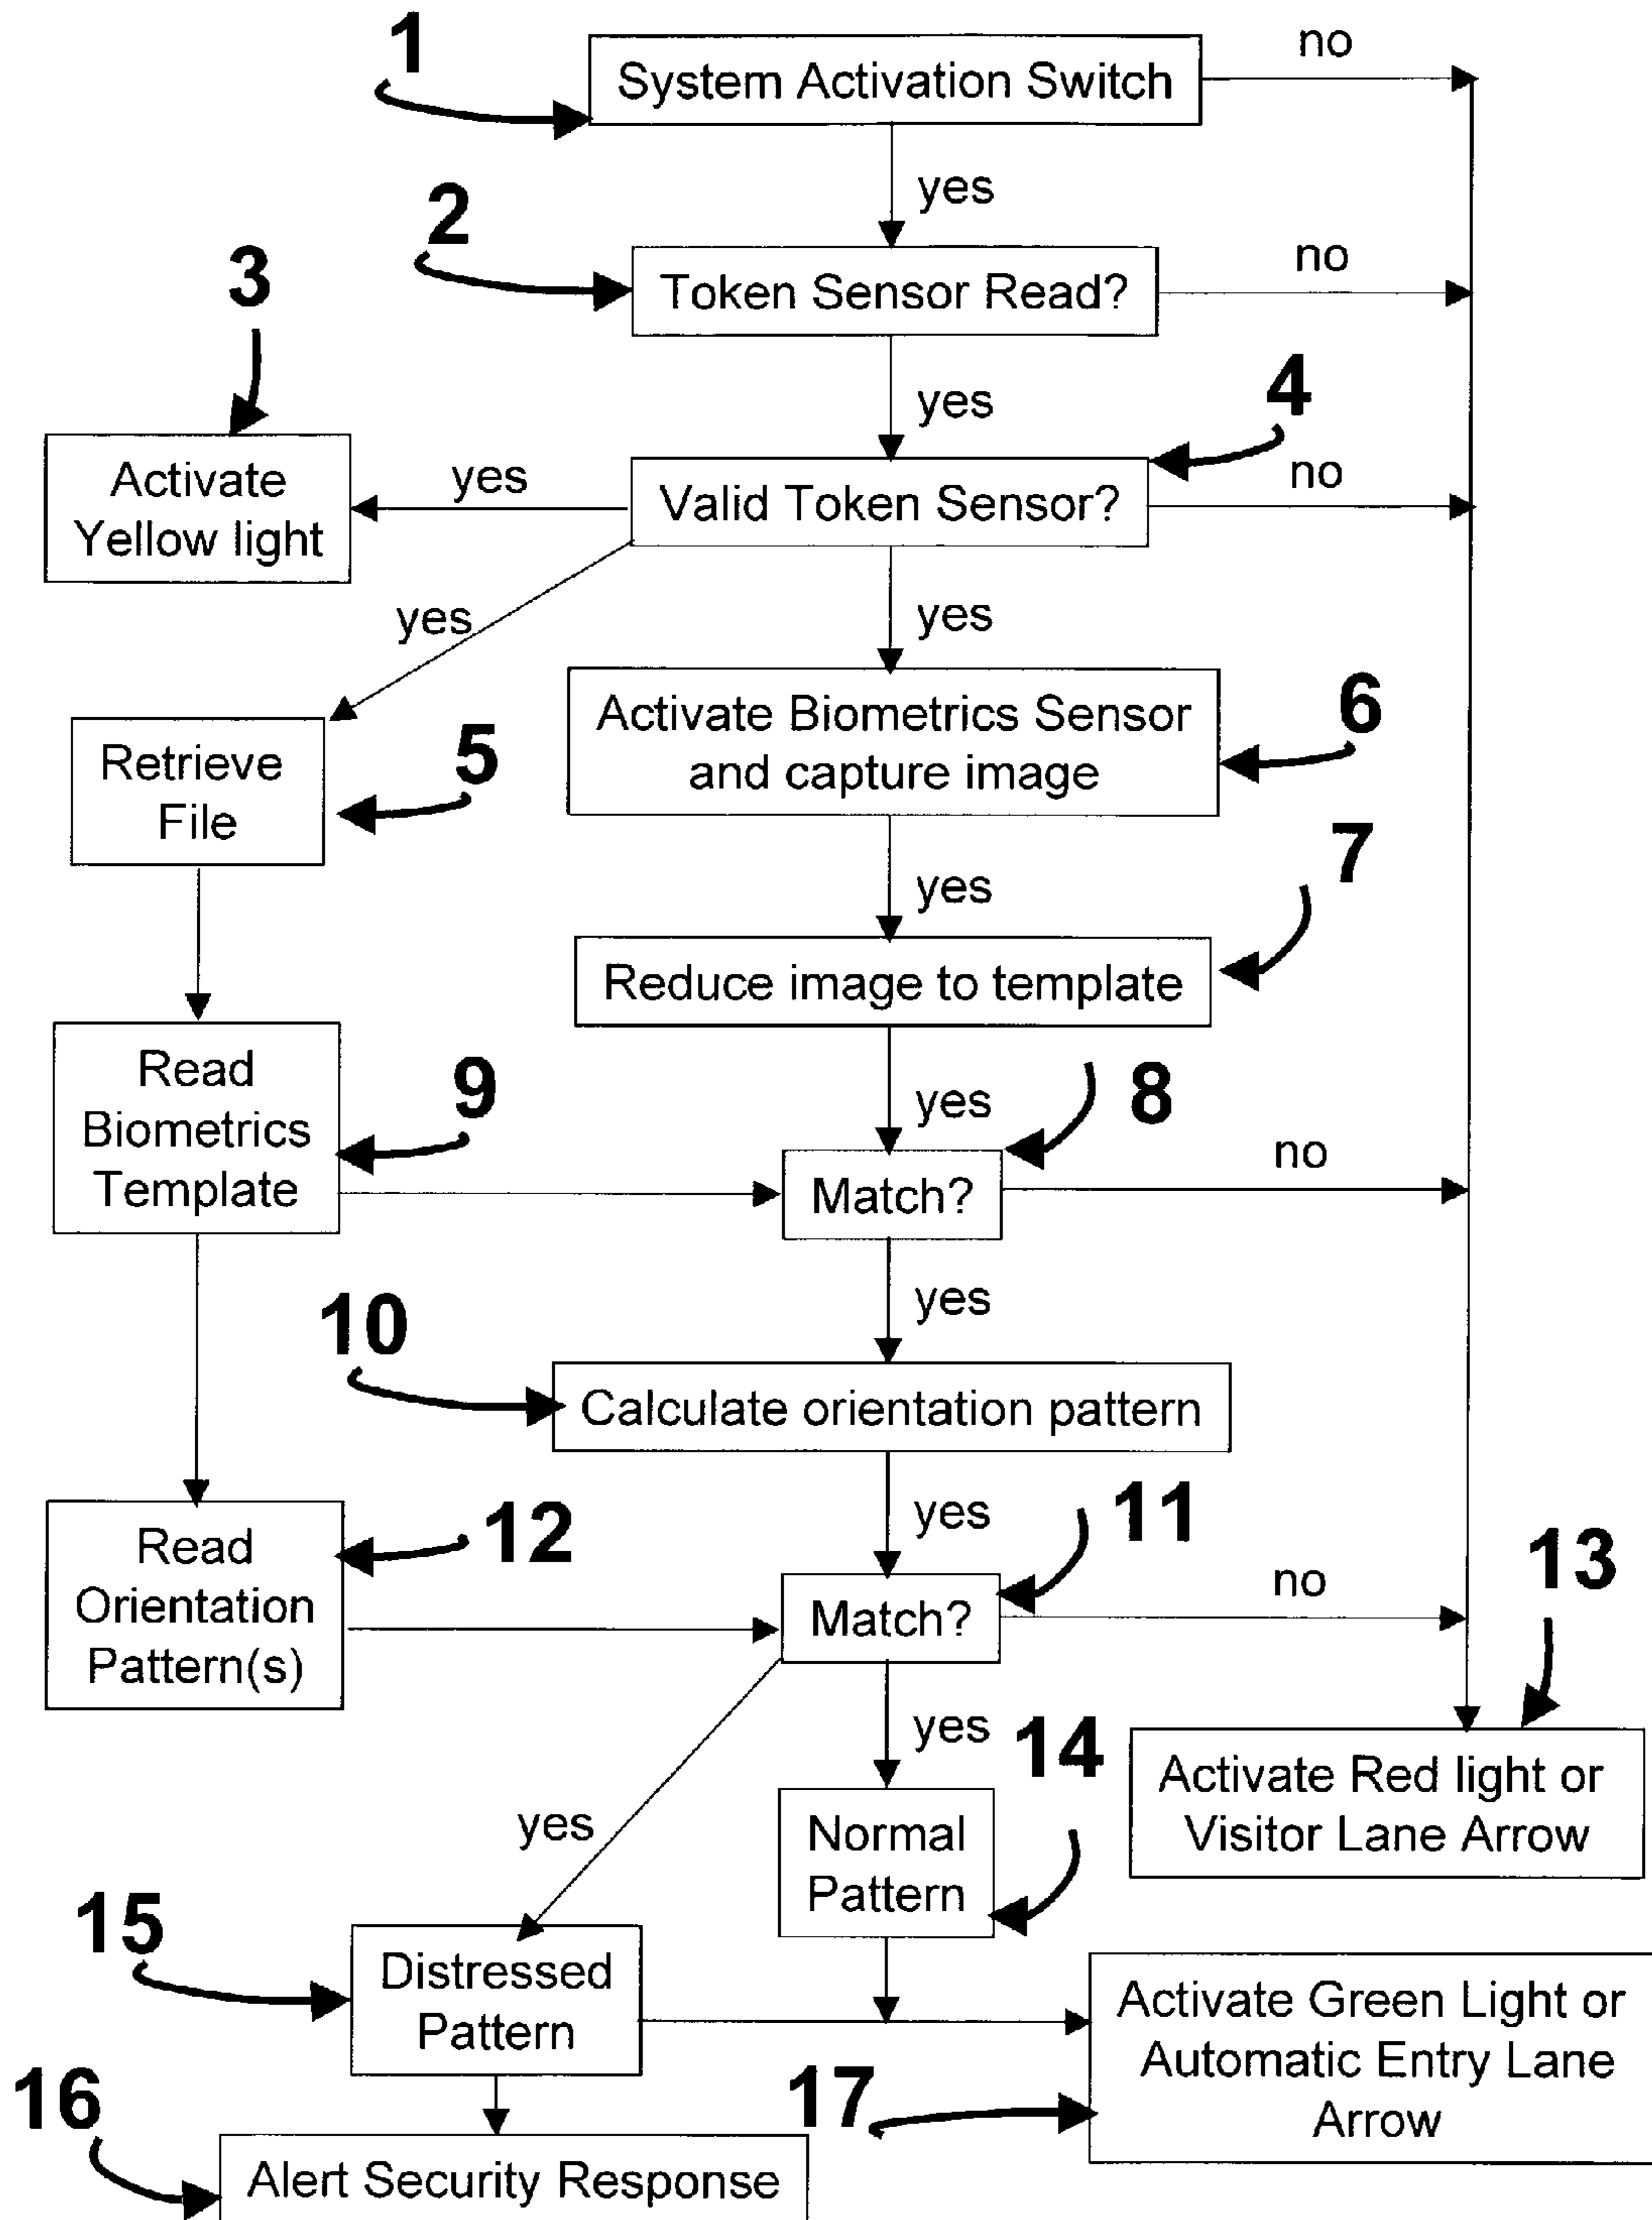 1
System Activation Switch
no
yes
2
Token Sensor Read?
no
3
yes
4
Activate
Yellow light
yes
Valid Token Sensor?
no
yes
yes
Retrieve
File
5
Activate Biometrics Sensor
and capture image
6
yes
7
Reduce image to template
Read
Biometrics
Template
9
yes
8
Match?
no
yes
10
Calculate orientation pattern
yes
11
Read
Orientation
Pattern(s)
12
Match?
no
13
yes
14
Activate Red light or
Visitor Lane Arrow
yes
Normal
Pattern
15
Distressed
Pattern
Activate Green Light or
Automatic Entry Lane
Arrow
16
17
Alert Security Response